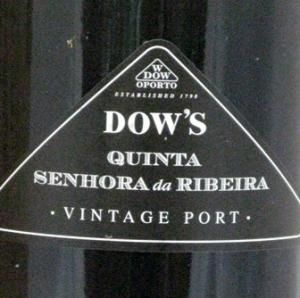 W
DOW
OPORTO
ESTABLISHED 1798
DOW'S
QUINTA
SENHORA da RIBEIRA
· VINTAGE PORT ·